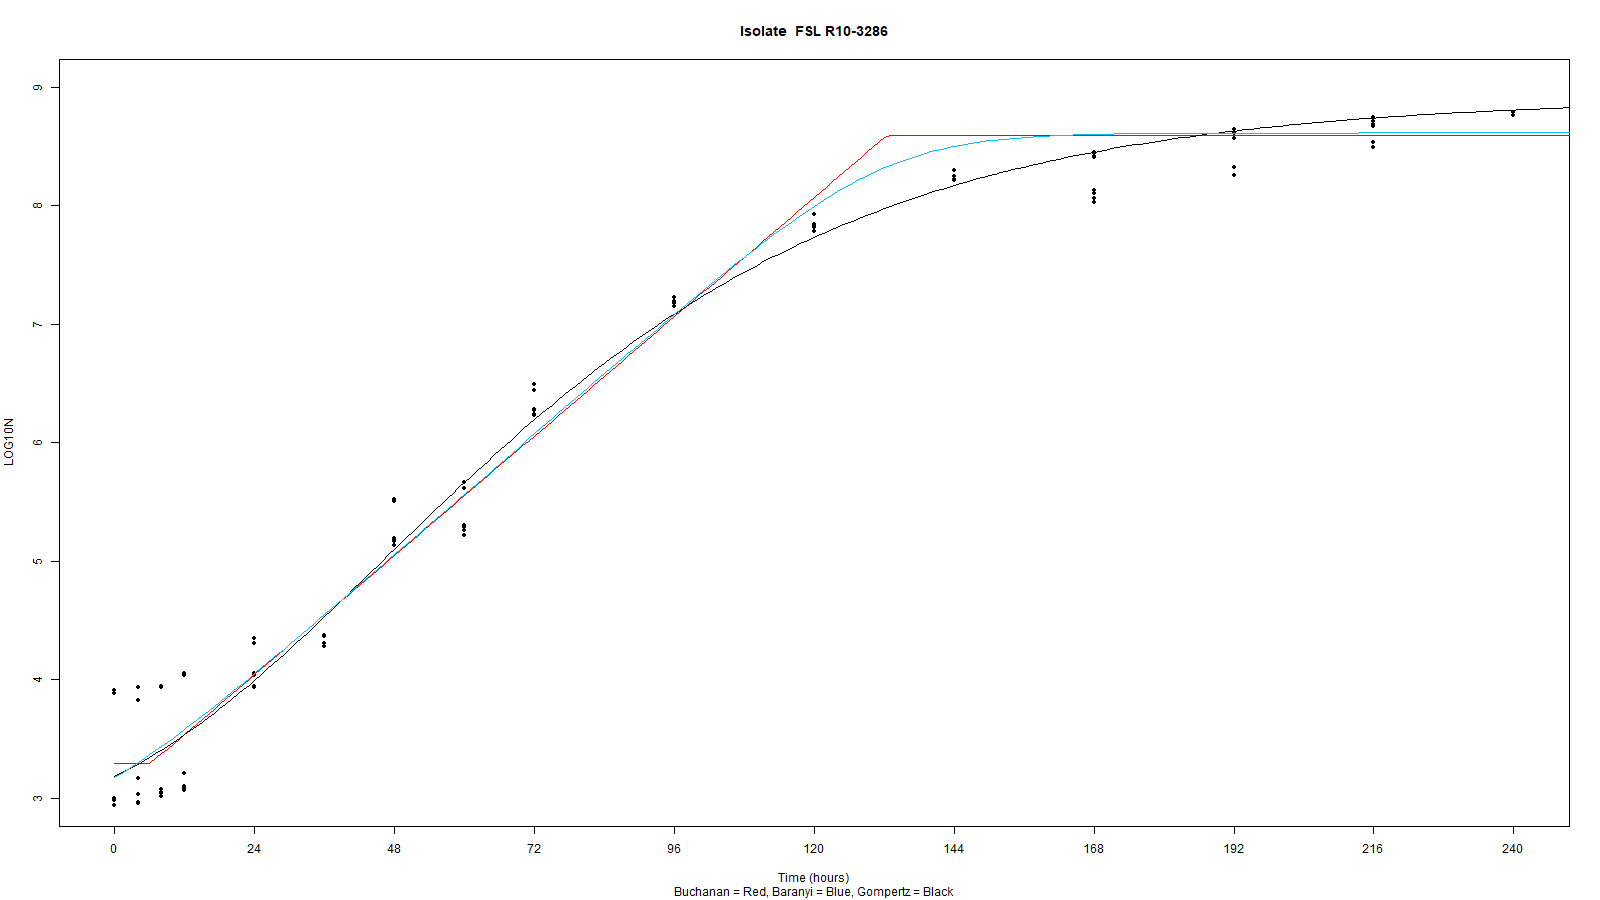 Isolate  FSL R10-3286
9
8
7
6
5
4
3
LOG10N
0 24 48 72 96 120 144 168 192 216 240
Time (hours)
Buchanan = Red, Baranyi = Blue, Gompertz = Black